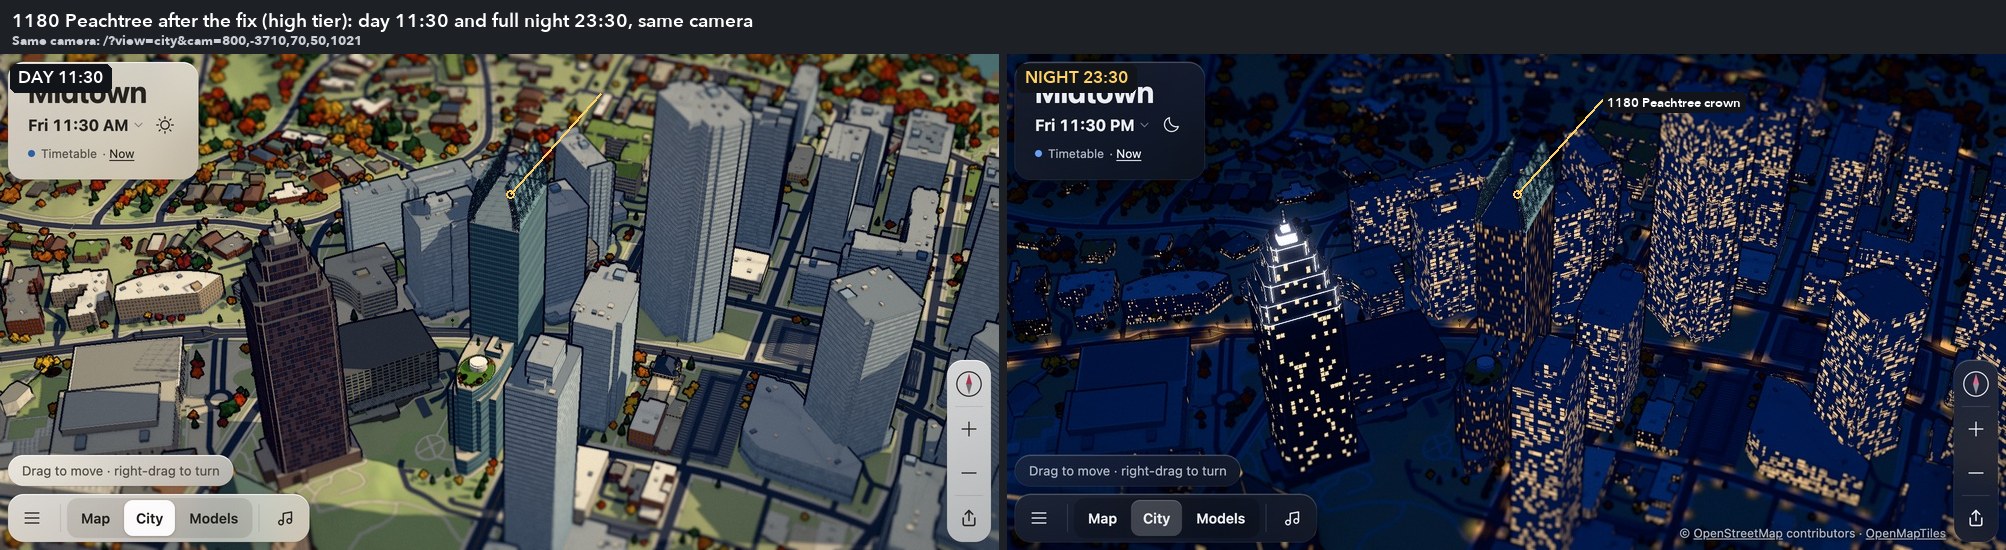 1180 Peachtree after the fix (high tier): day 11:30 and full night 23:30, same camera
Same camera: /?view=city&cam=800,-3710,70,50,1021
DAY 11:30
Midtown
Fri 11:30 AM
Timetable · Now
Drag to move · right-drag to turn
Map City Models
NIGHT 23:30
Midtown
Fri 11:30 PM
Timetable · Now
1180 Peachtree crown
Drag to move · right-drag to turn
Map City Models
© OpenStreetMap contributors · OpenMapTiles